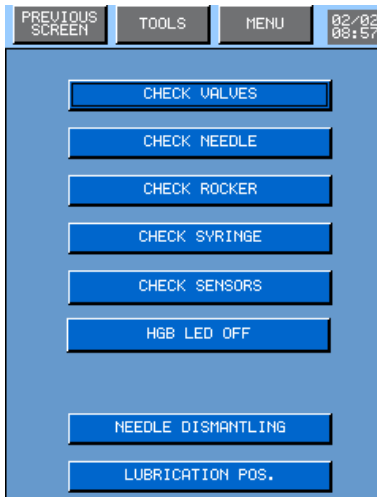 PREVIOUS
SCREEN
TOOLS
MENU
02/02
08:57
CHECK VALVES
CHECK NEEDLE
CHECK ROCKER
CHECK SYRINGE
CHECK SENSORS
HGB LED OFF
NEEDLE DISMANTLING
LUBRICATION POS.